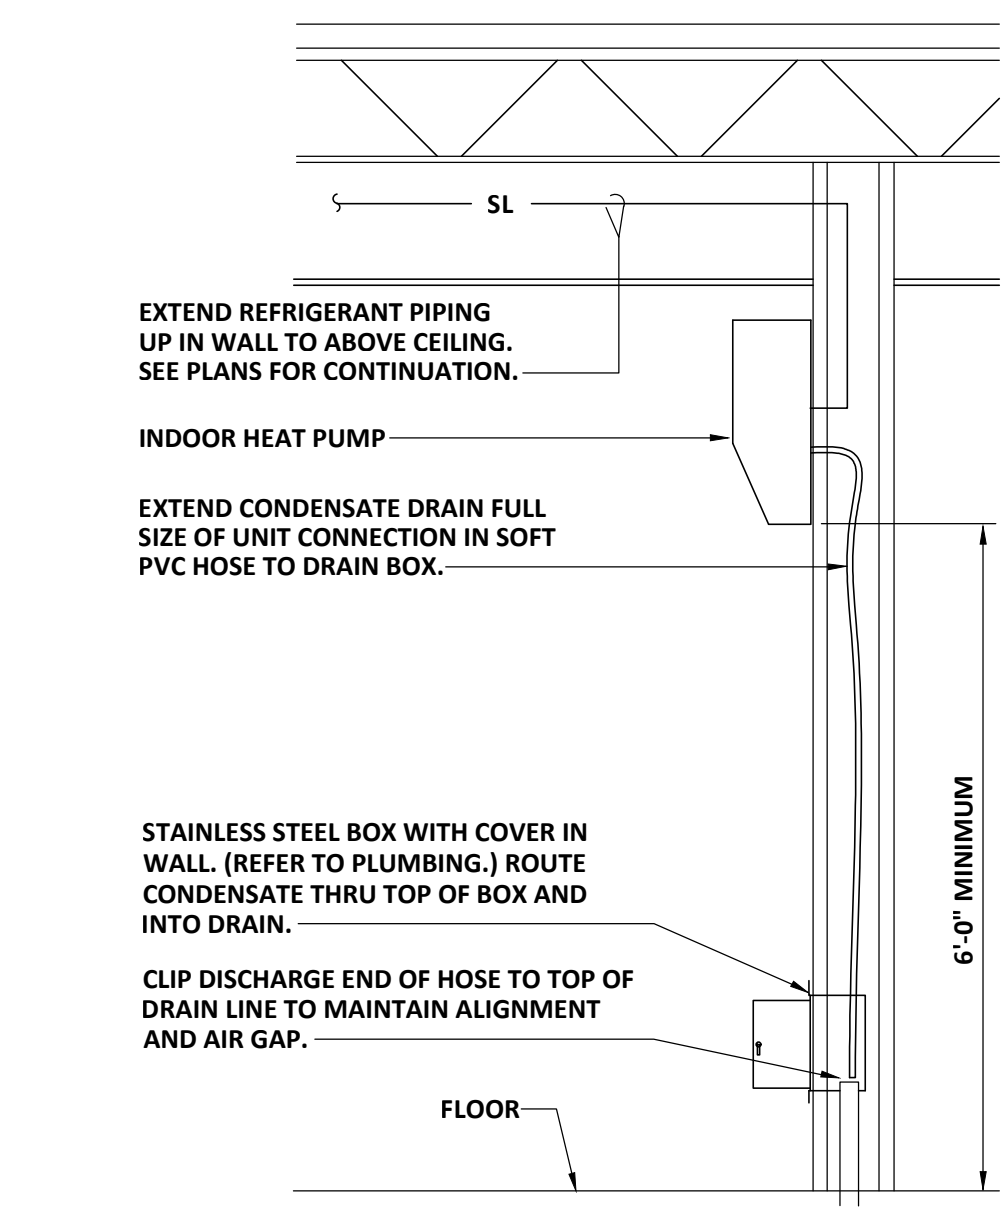 SL
EXTEND REFRIGERANT PIPING
UP IN WALL TO ABOVE CEILING.
SEE PLANS FOR CONTINUATION.
INDOOR HEAT PUMP
EXTEND CONDENSATE DRAIN FULL
SIZE OF UNIT CONNECTION IN SOFT
PVC HOSE TO DRAIN BOX.
6'-0" MINIMUM
STAINLESS STEEL BOX WITH COVER IN
WALL. (REFER TO PLUMBING.) ROUTE
CONDENSATE THRU TOP OF BOX AND
INTO DRAIN.
CLIP DISCHARGE END OF HOSE TO TOP OF
DRAIN LINE TO MAINTAIN ALIGNMENT
AND AIR GAP.
FLOOR